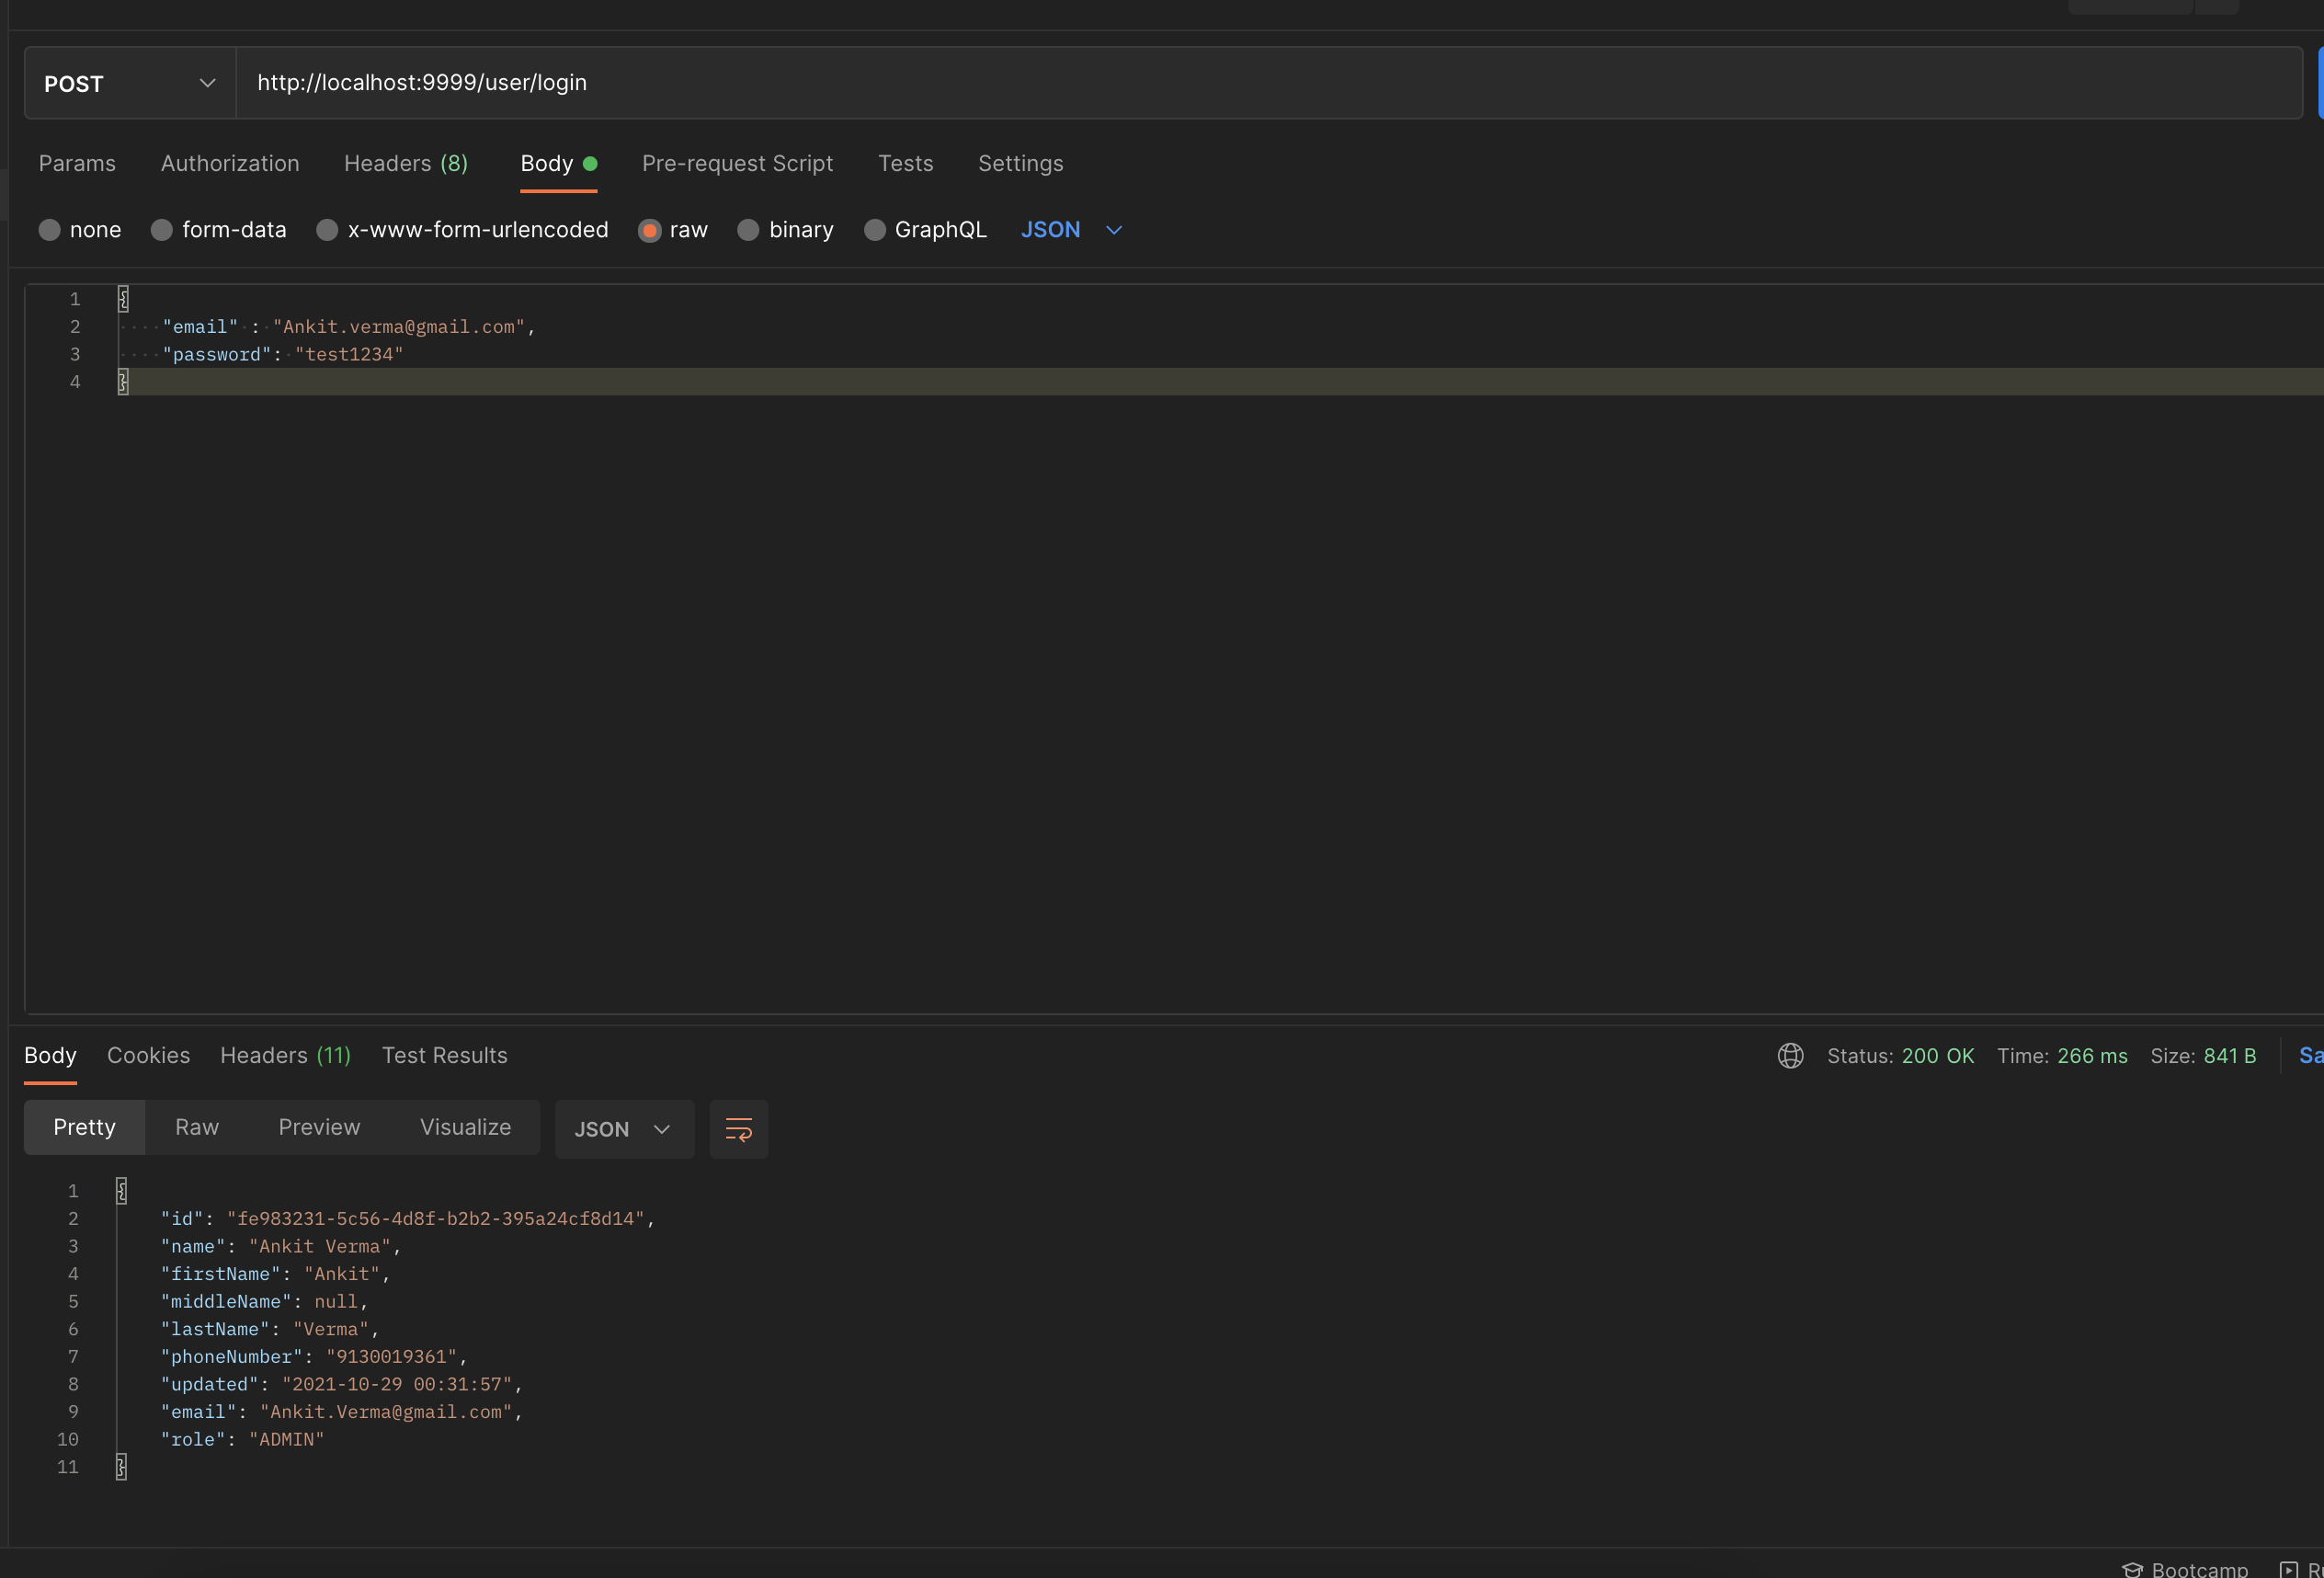 POST http://localhost:9999/user/login
Params Authorization Headers (8) Body Pre-request Script Tests Settings
none form-data x-www-form-urlencoded raw binary GraphQL JSON
1 {
2 "email" : "Ankit.verma@gmail.com",
3 "password": "test1234"
4 }
Body Cookies Headers (11) Test Results Status: 200 OK Time: 266 ms Size: 841 B Sa
Pretty Raw Preview Visualize JSON
1 {
2 "id": "fe983231-5c56-4d8f-b2b2-395a24cf8d14",
3 "name": "Ankit Verma",
4 "firstName": "Ankit",
5 "middleName": null,
6 "lastName": "Verma",
7 "phoneNumber": "9130019361",
8 "updated": "2021-10-29 00:31:57",
9 "email": "Ankit.Verma@gmail.com",
10 "role": "ADMIN"
11 }
Bootcamp